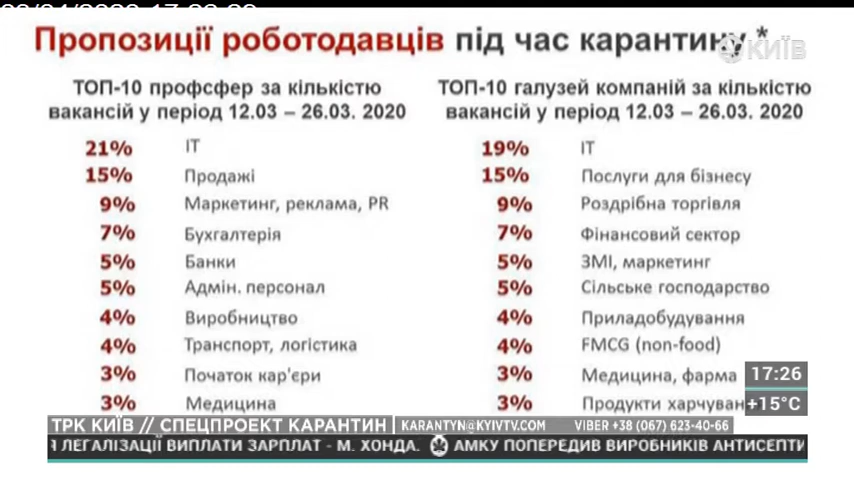 Пропозиції роботодавців під час карантину *
КИЇВ
ТОП-10 профсфер за кількістю
вакансій у період 12.03 – 26.03. 2020
21% ІТ
15% Продажі
9% Маркетинг, реклама, PR
7% Бухгалтерія
5% Банки
5% Адмін. персонал
4% Виробництво
4% Транспорт, логістика
3% Початок кар'єри
3% Медицина
ТОП-10 галузей компаній за кількістю
вакансій у період 12.03 – 26.03. 2020
19% ІТ
15% Послуги для бізнесу
9% Роздрібна торгівля
7% Фінансовий сектор
5% ЗМІ, маркетинг
5% Сільське господарство
4% Приладобудування
4% FMCG (non-food)
3% Медицина, фарма
3% Продукти харчуван
17:26
+15°C
ТРК КИЇВ // СПЕЦПРОЕКТ КАРАНТИН
KARANTYN@KYIVTV.COM VIBER +38 (067) 623-40-66
Я ЛЕГАЛІЗАЦІЇ ВИПЛАТИ ЗАРПЛАТ - М. ХОНДА. АМКУ ПОПЕРЕДИВ ВИРОБНИКІВ АНТИСЕПТИ